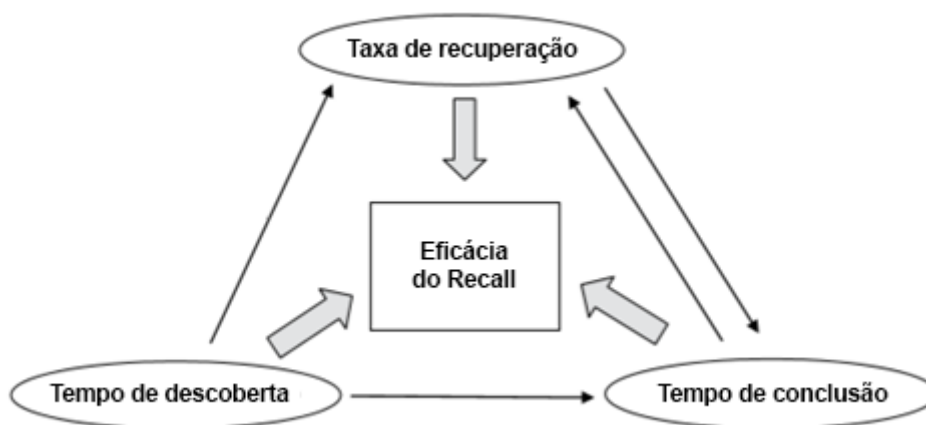 Taxa de recuperação
Eficácia
do Recall
Tempo de descoberta
Tempo de conclusão